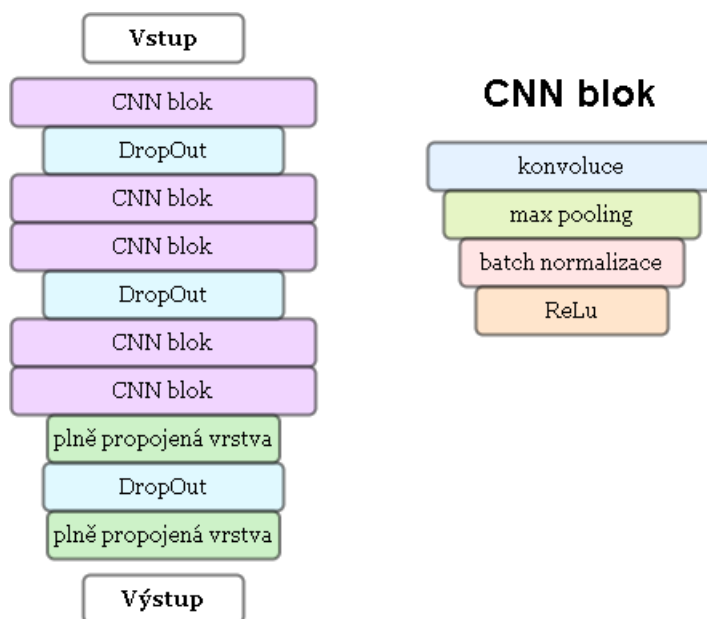 Vstup
CNN blok
DropOut
CNN blok
CNN blok
DropOut
CNN blok
CNN blok
plně propojená vrstva
DropOut
plně propojená vrstva
Výstup
CNN blok
konvoluce
max pooling
batch normalizace
ReLu